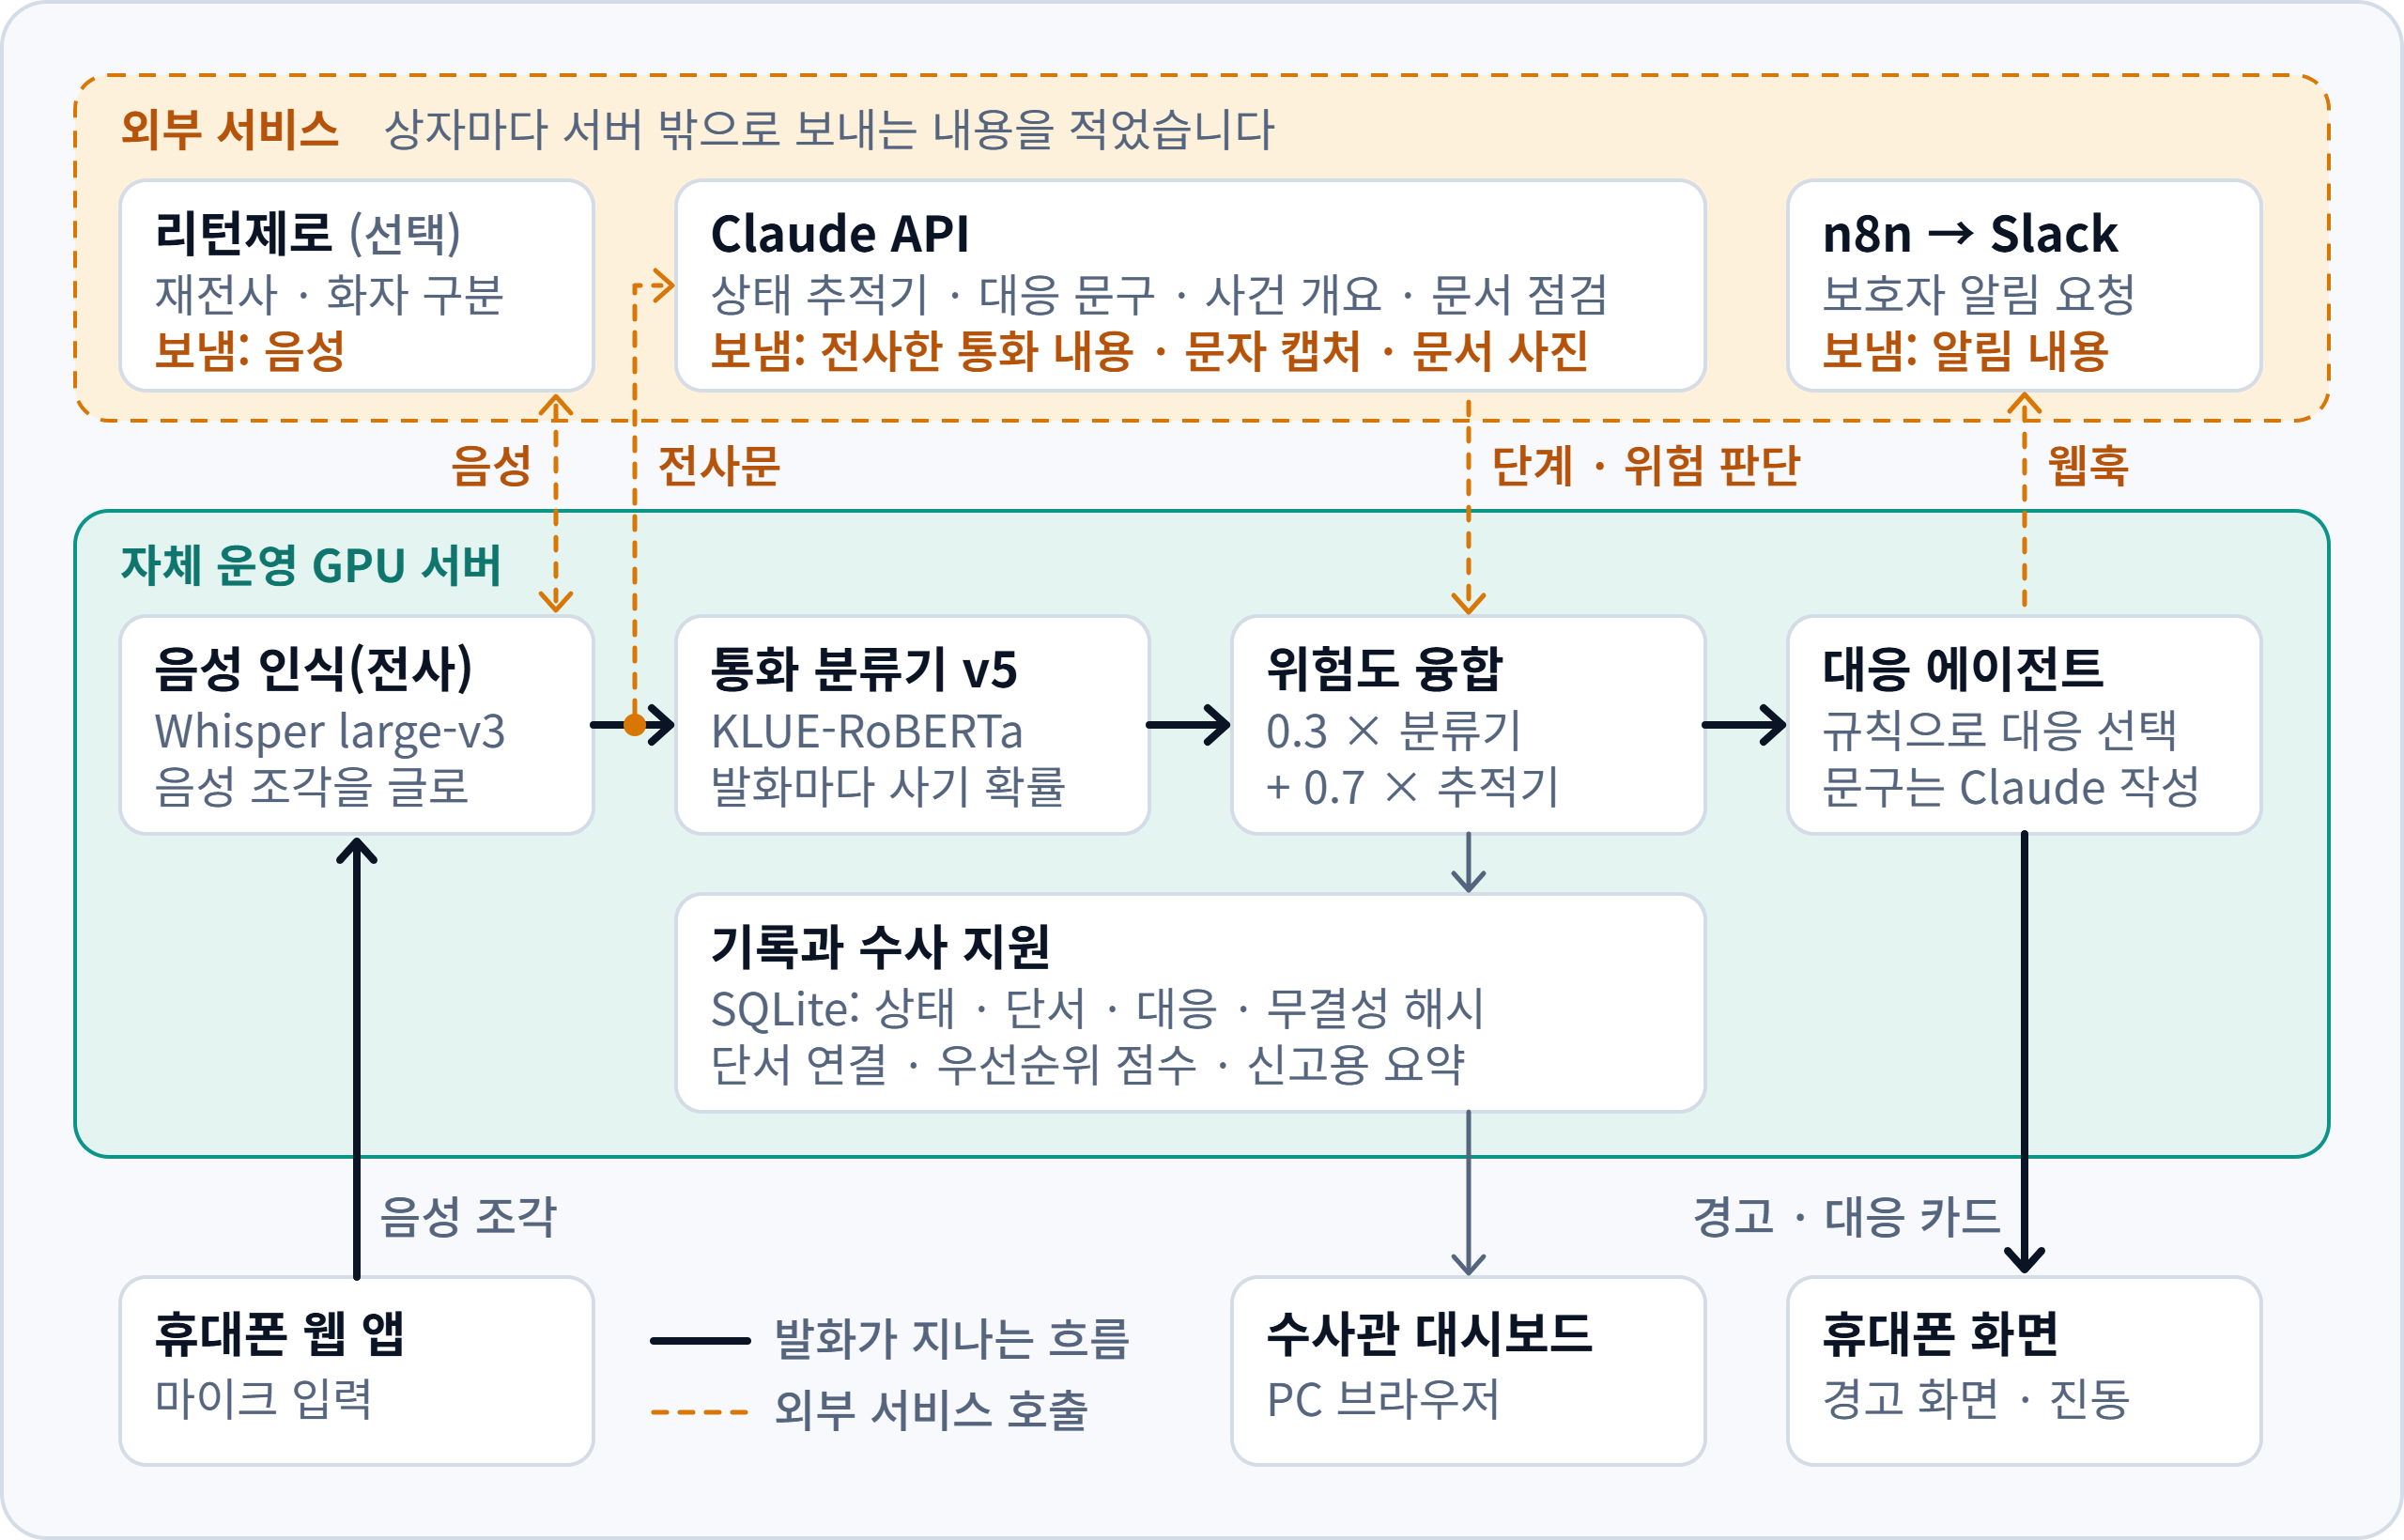 외부 서비스 상자마다 서버 밖으로 보내는 내용을 적었습니다
리턴제로 (선택)
재전사 · 화자 구분
보냄: 음성
Claude API
상태 추적기 · 대응 문구 · 사건 개요 · 문서 점검
보냄: 전사한 통화 내용 · 문자 캡처 · 문서 사진
n8n → Slack
보호자 알림 요청
보냄: 알림 내용
음성
전사문
단계 · 위험 판단
웹훅
자체 운영 GPU 서버
음성 인식(전사)
Whisper large-v3
음성 조각을 글로
통화 분류기 v5
KLUE-RoBERTa
발화마다 사기 확률
위험도 융합
0.3 × 분류기
+ 0.7 × 추적기
대응 에이전트
규칙으로 대응 선택
문구는 Claude 작성
기록과 수사 지원
SQLite: 상태 · 단서 · 대응 · 무결성 해시
단서 연결 · 우선순위 점수 · 신고용 요약
음성 조각
경고 · 대응 카드
휴대폰 웹 앱
마이크 입력
발화가 지나는 흐름
외부 서비스 호출
수사관 대시보드
PC 브라우저
휴대폰 화면
경고 화면 · 진동